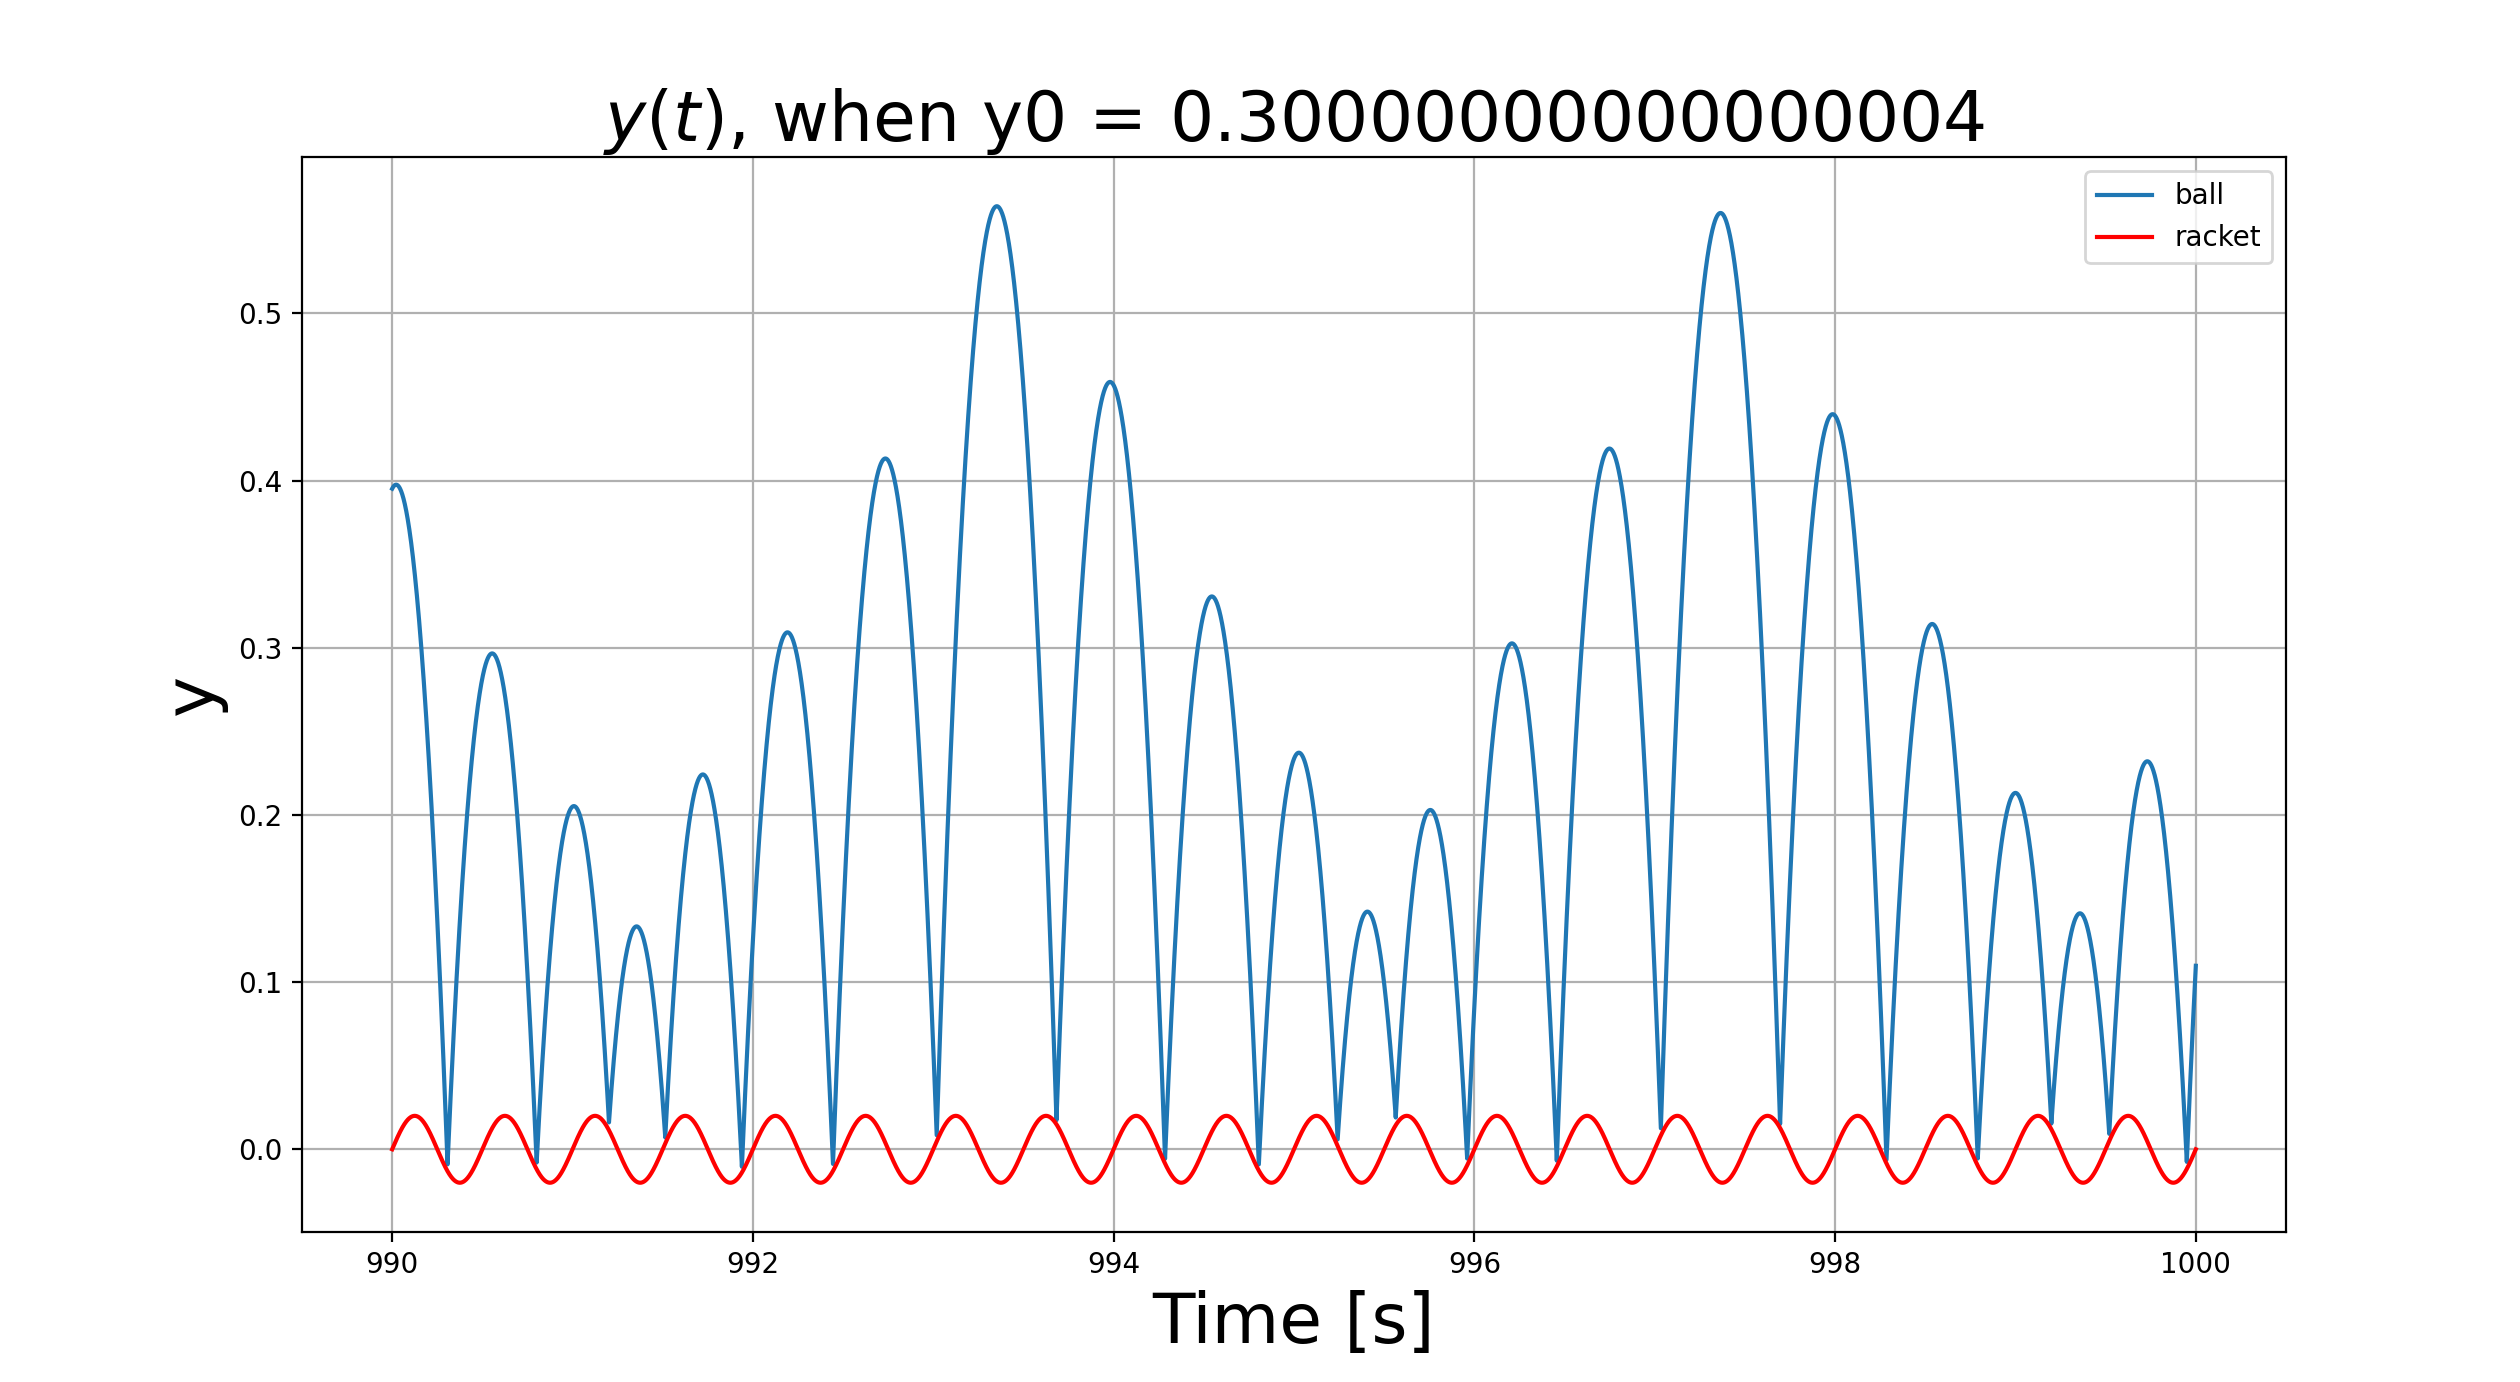 y(t), when y0 = 0.30000000000000004
ball
racket
0.5
0.4
0.3
0.2
0.1
0.0
y
990 992 994 996 998 1000
Time [s]